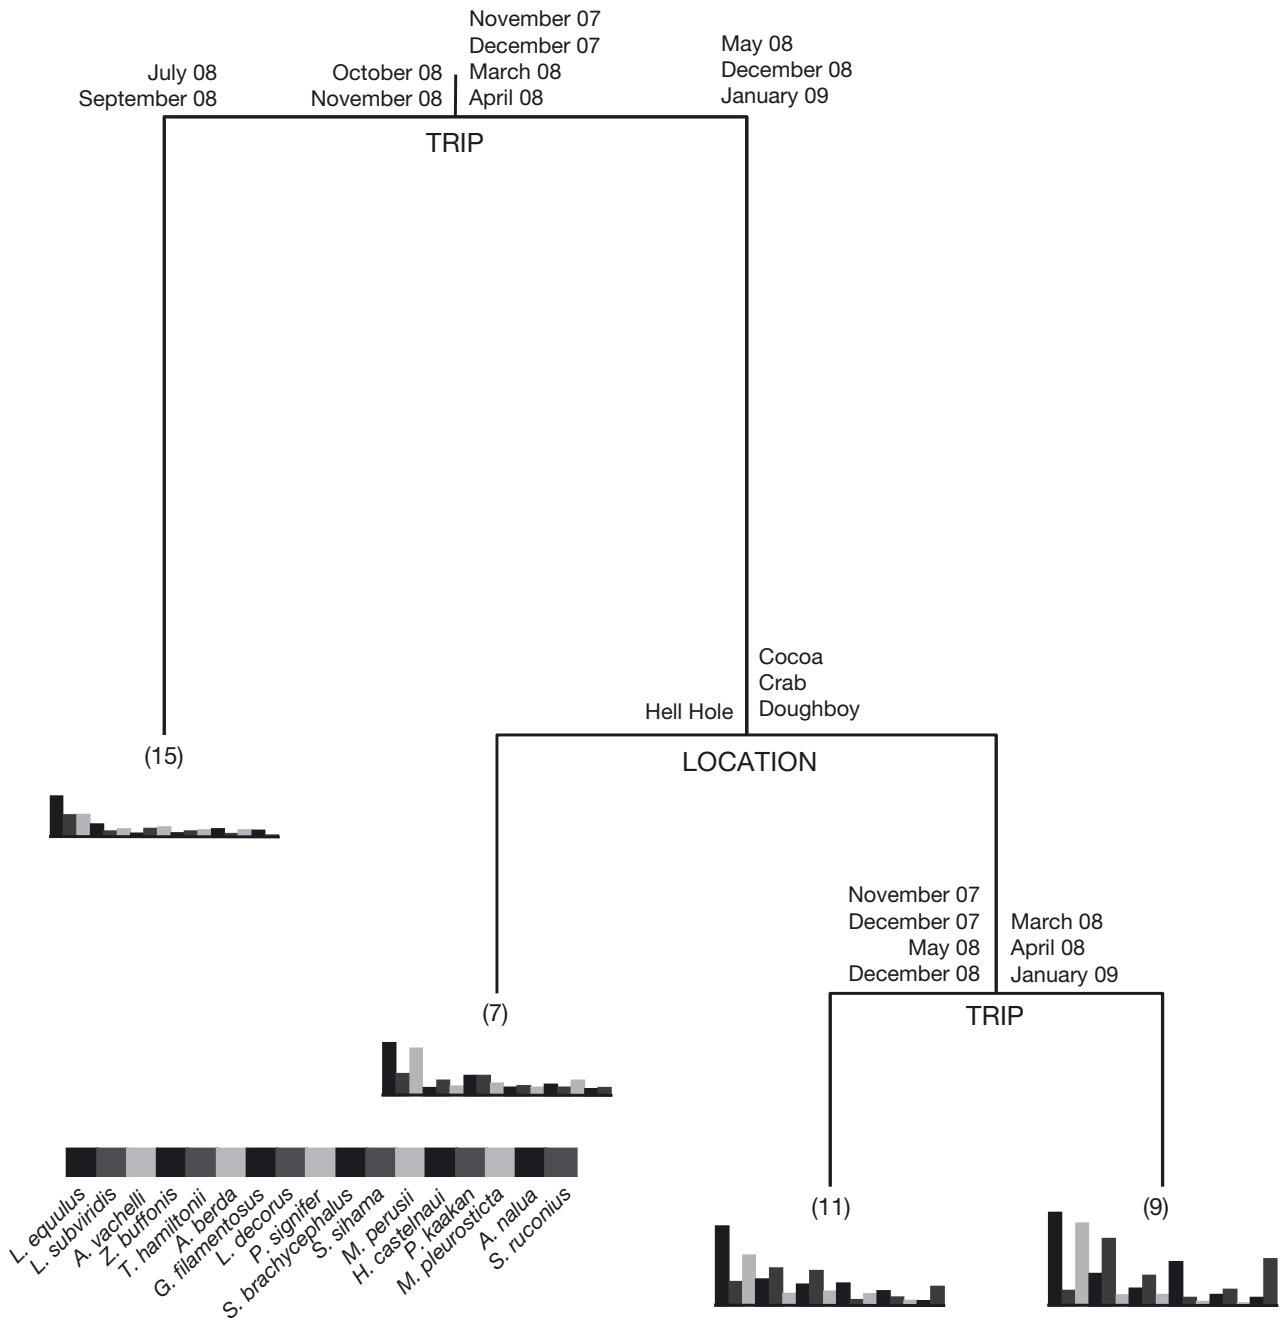 July 08
September 08
October 08
November 08
November 07
December 07
March 08
April 08
May 08
December 08
January 09
TRIP
Hell Hole
Cocoa
Crab
Doughboy
(15)
LOCATION
November 07
December 07
May 08
December 08
March 08
April 08
January 09
(7)
TRIP
(11)
(9)
L. equulus
L. subviridis
A. vachelli
Z. buffonis
T. hamiltonii
A. berda
G. filamentosus
L. decorus
P. signifer
S. brachycephalus
S. sihama
M. perusii
H. castelnaui
P. kaakan
M. pleurosticta
A. nalua
S. ruconius